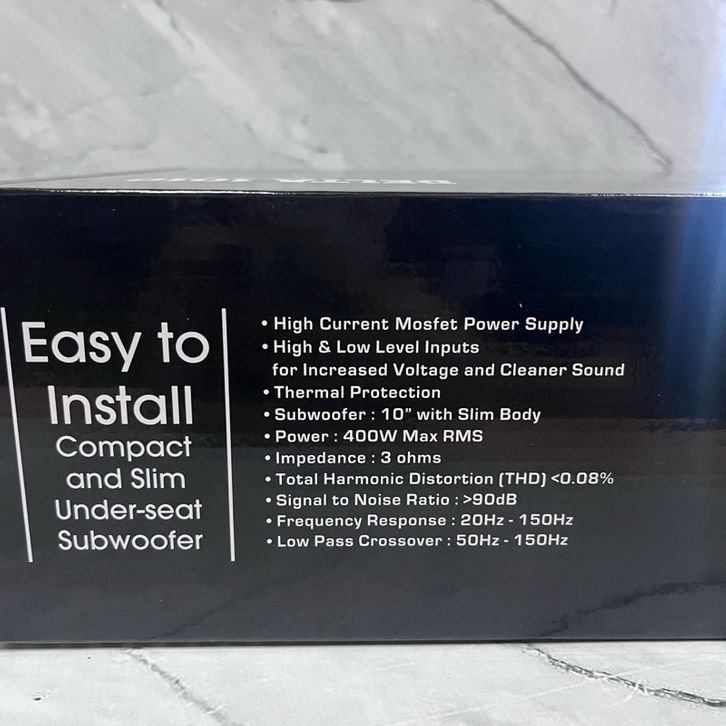 Easy to
Install
Compact
and Slim
Under-seat
Subwoofer
• High Current Mosfet Power Supply
• High & Low Level Inputs
for Increased Voltage and Cleaner Sound
• Thermal Protection
• Subwoofer : 10” with Slim Body
• Power : 400W Max RMS
• Impedance : 3 ohms
• Total Harmonic Distortion (THD) <0.08%
• Signal to Noise Ratio : >90dB
• Frequency Response : 20Hz - 150Hz
• Low Pass Crossover : 50Hz - 150Hz